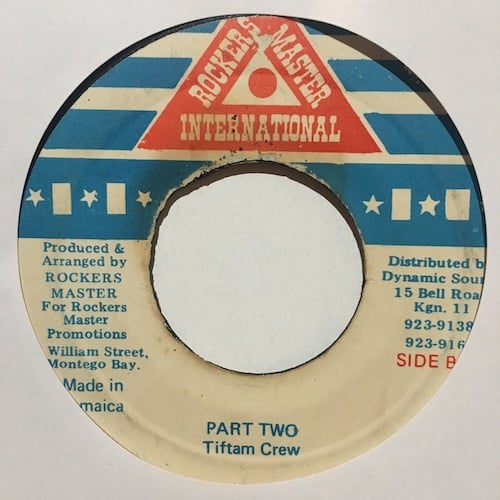 ROCKERS MASTER
INTERNATIONAL
Produced &
Arranged by
ROCKERS
MASTER
For Rockers
Master
Promotions
William Street,
Montego Bay.
Made in
maica
Distributed b
Dynamic Soun
15 Bell Roa
Kgn. 11
923-9138
923-916
SIDE B
PART TWO
Tiftam Crew